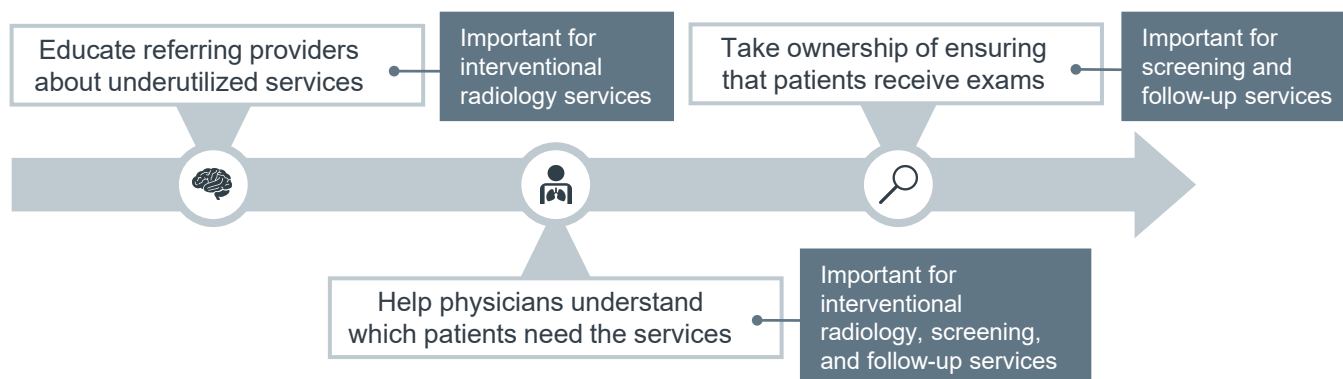 Educate referring providers
about underutilized services
Important for
interventional
radiology services
Take ownership of ensuring
that patients receive exams
Important for
screening and
follow-up services
Help physicians understand
which patients need the services
Important for
interventional
radiology, screening,
and follow-up services